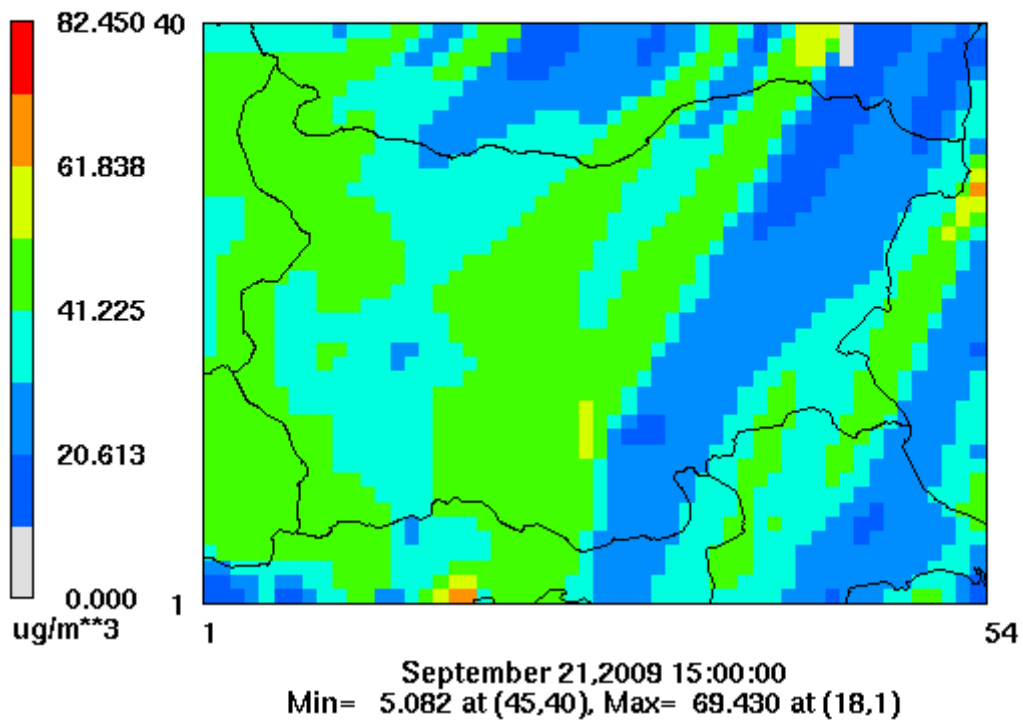 82.450 40
61.838
41.225
20.613
0.000 1
ug/m**3 1 54
September 21,2009 15:00:00
Min= 5.082 at (45,40), Max= 69.430 at (18,1)